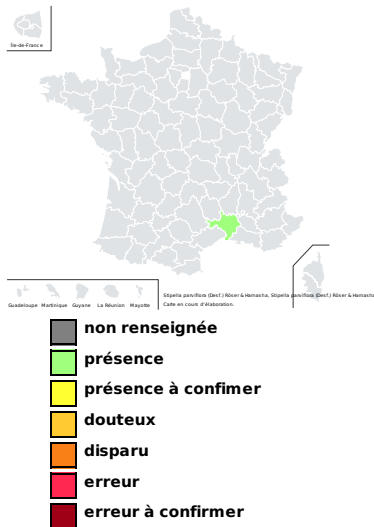 Île-de-France
Guadeloupe Martinique Guyane La Réunion Mayotte
Stipella parviflora (Desf.) Röser & Hamasha, Stipella parviflora (Desf.) Röser & Hamasha
Carte en cours d'élaboration.
non renseignée
présence
présence à confimer
douteux
disparu
erreur
erreur à confirmer